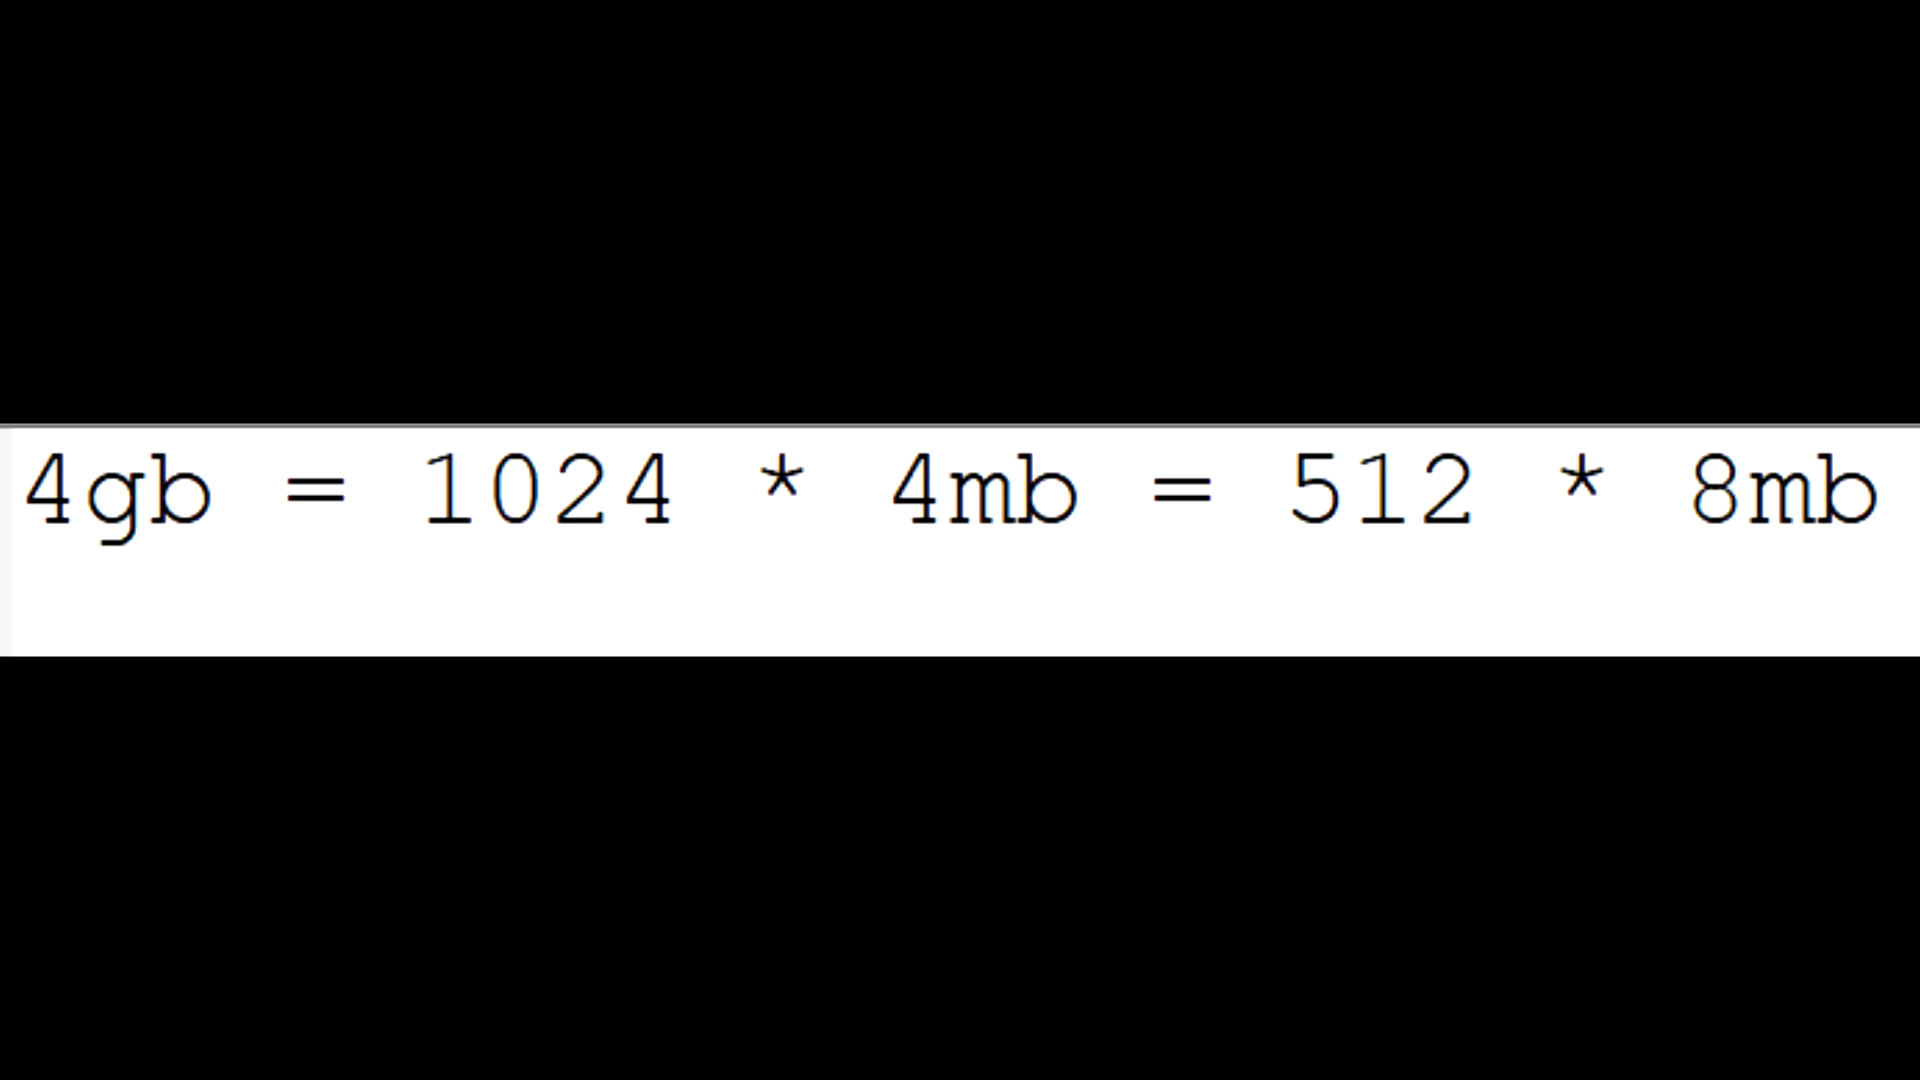 4gb = 1024 * 4mb = 512 * 8mb